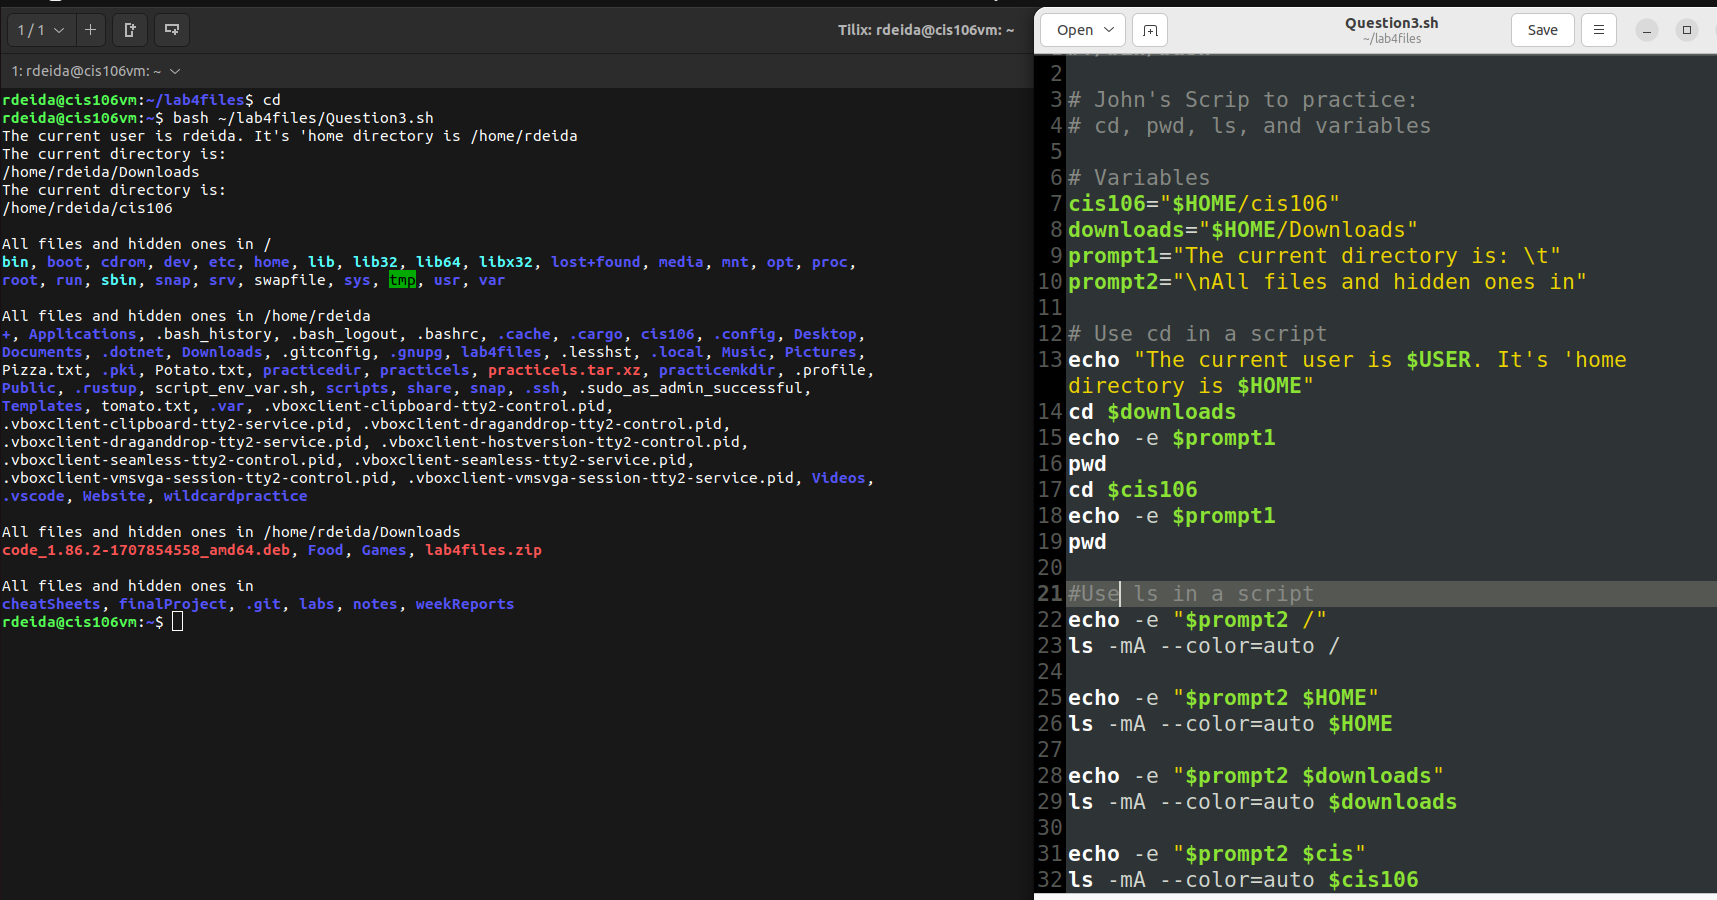 1 / 1
Tilix: rdeida@cis106vm: ~
1: rdeida@cis106vm: ~
rdeida@cis106vm:~/lab4files$ cd
rdeida@cis106vm:~$ bash ~/lab4files/Question3.sh
The current user is rdeida. It's 'home directory is /home/rdeida
The current directory is:
/home/rdeida/Downloads
The current directory is:
/home/rdeida/cis106
All files and hidden ones in /
bin, boot, cdrom, dev, etc, home, lib, lib32, lib64, libx32, lost+found, media, mnt, opt, proc,
root, run, sbin, snap, srv, swapfile, sys, tmp, usr, var
All files and hidden ones in /home/rdeida
+, Applications, .bash_history, .bash_logout, .bashrc, .cache, .cargo, cis106, .config, Desktop,
Documents, .dotnet, Downloads, .gitconfig, .gnupg, lab4files, .lesshst, .local, Music, Pictures,
Pizza.txt, .pki, Potato.txt, practicedir, practicels, practicels.tar.xz, practicemkdir, .profile,
Public, .rustup, script_env_var.sh, scripts, share, snap, .ssh, .sudo_as_admin_successful,
Templates, tomato.txt, .var, .vboxclient-clipboard-tty2-control.pid,
.vboxclient-clipboard-tty2-service.pid, .vboxclient-draganddrop-tty2-control.pid,
.vboxclient-draganddrop-tty2-service.pid, .vboxclient-hostversion-tty2-control.pid,
.vboxclient-seamless-tty2-control.pid, .vboxclient-seamless-tty2-service.pid,
.vboxclient-vmsvga-session-tty2-control.pid, .vboxclient-vmsvga-session-tty2-service.pid, Videos,
.vscode, Website, wildcardpractice
All files and hidden ones in /home/rdeida/Downloads
code_1.86.2-1707854558_amd64.deb, Food, Games, lab4files.zip
All files and hidden ones in
cheatSheets, finalProject, .git, labs, notes, weekReports
rdeida@cis106vm:~$
Open
Question3.sh
~/lab4files
Save
2
3 # John's Scrip to practice:
4 # cd, pwd, ls, and variables
5
6 # Variables
7 cis106="$HOME/cis106"
8 downloads="$HOME/Downloads"
9 prompt1="The current directory is: \t"
10 prompt2="\nAll files and hidden ones in"
11
12 # Use cd in a script
13 echo "The current user is $USER. It's 'home
directory is $HOME"
14 cd $downloads
15 echo -e $prompt1
16 pwd
17 cd $cis106
18 echo -e $prompt1
19 pwd
20
21 #Use ls in a script
22 echo -e "$prompt2 /"
23 ls -mA --color=auto /
24
25 echo -e "$prompt2 $HOME"
26 ls -mA --color=auto $HOME
27
28 echo -e "$prompt2 $downloads"
29 ls -mA --color=auto $downloads
30
31 echo -e "$prompt2 $cis"
32 ls -mA --color=auto $cis106